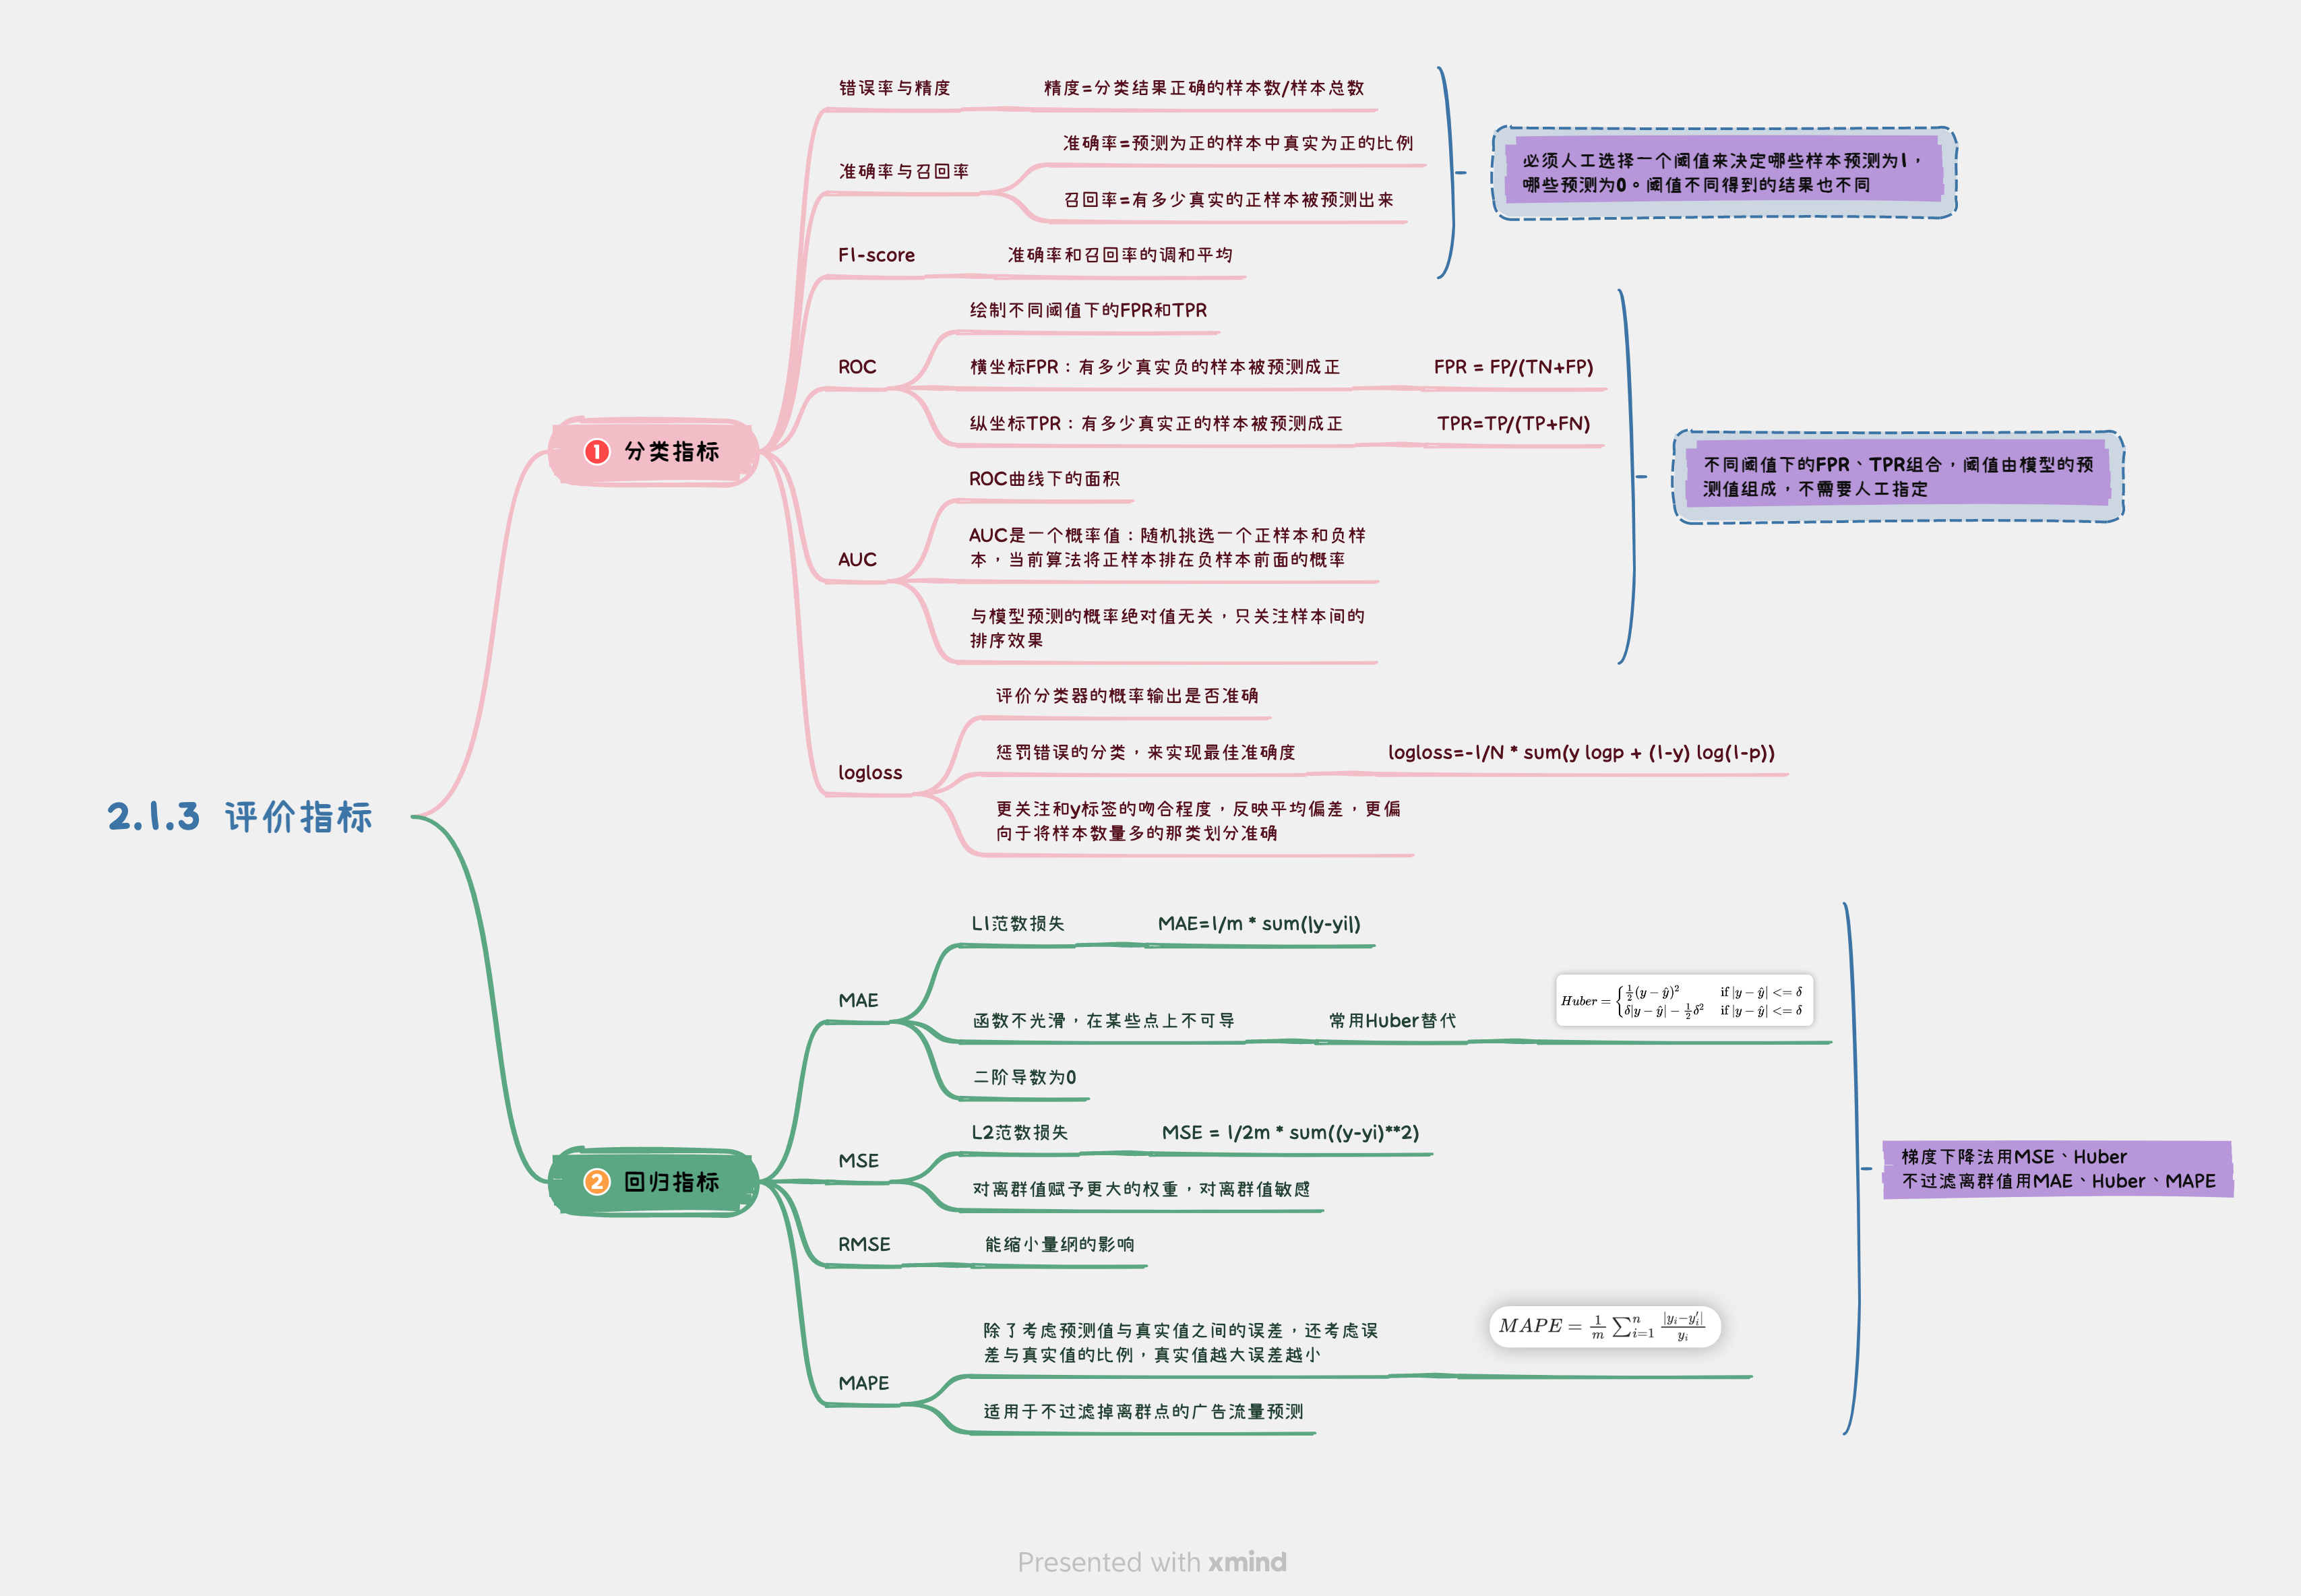 2.1.3 评价指标
1 分类指标
错误率与精度
精度=分类结果正确的样本数/样本总数
准确率与召回率
准确率=预测为正的样本中真实为正的比例
召回率=有多少真实的正样本被预测出来
F1-score
准确率和召回率的调和平均
必须人工选择一个阈值来决定哪些样本预测为1，
哪些预测为0。阈值不同得到的结果也不同
ROC
绘制不同阈值下的FPR和TPR
横坐标FPR：有多少真实负的样本被预测成正
FPR = FP/(TN+FP)
纵坐标TPR：有多少真实正的样本被预测成正
TPR=TP/(TP+FN)
AUC
ROC曲线下的面积
AUC是一个概率值：随机挑选一个正样本和负样
本，当前算法将正样本排在负样本前面的概率
与模型预测的概率绝对值无关，只关注样本间的
排序效果
不同阈值下的FPR、TPR组合，阈值由模型的预
测值组成，不需要人工指定
logloss
评价分类器的概率输出是否准确
惩罚错误的分类，来实现最佳准确度
logloss=-1/N * sum(y logp + (1-y) log(1-p))
更关注和y标签的吻合程度，反映平均偏差，更偏
向于将样本数量多的那类划分准确
2 回归指标
MAE
L1范数损失
MAE=1/m * sum(|y-yi|)
函数不光滑，在某些点上不可导
常用Huber替代
Huber = { 1/2(y − ŷ)² if |y − ŷ| <= δ
δ|y − ŷ| − 1/2δ² if |y − ŷ| <= δ
二阶导数为0
MSE
L2范数损失
MSE = 1/2m * sum((y-yi)**2)
对离群值赋予更大的权重，对离群值敏感
RMSE
能缩小量纲的影响
MAPE
除了考虑预测值与真实值之间的误差，还考虑误
差与真实值的比例，真实值越大误差越小
MAPE = 1/m ∑ⁿᵢ₌₁ |yᵢ−y′ᵢ|/yᵢ
适用于不过滤掉离群点的广告流量预测
梯度下降法用MSE、Huber
不过滤离群值用MAE、Huber、MAPE
Presented with xmind